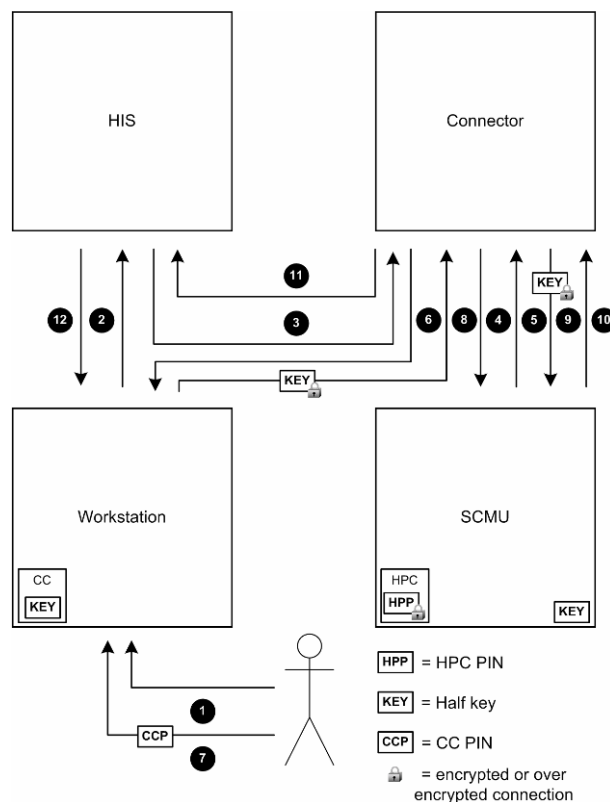 HIS
Connector
11
KEY
12
2
3
6
8
4
5
9
10
KEY
Workstation
SCMU
CC
KEY
HPC
HPP
KEY
1
CCP
7
HPP = HPC PIN
KEY = Half key
CCP = CC PIN
= encrypted or over
encrypted connection